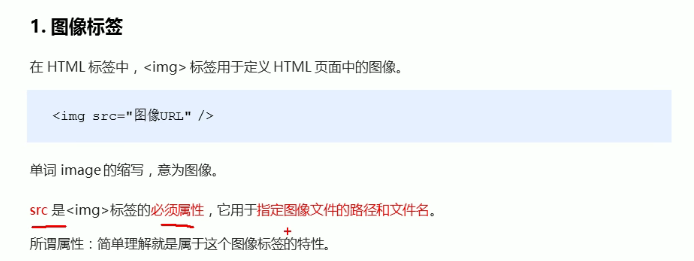 1. 图像标签
在 HTML 标签中，<img> 标签用于定义 HTML 页面中的图像。
<img src="图像URL" />
单词 image 的缩写，意为图像。
src 是<img>标签的必须属性，它用于指定图像文件的路径和文件名。
所谓属性：简单理解就是属于这个图像标签的特性。